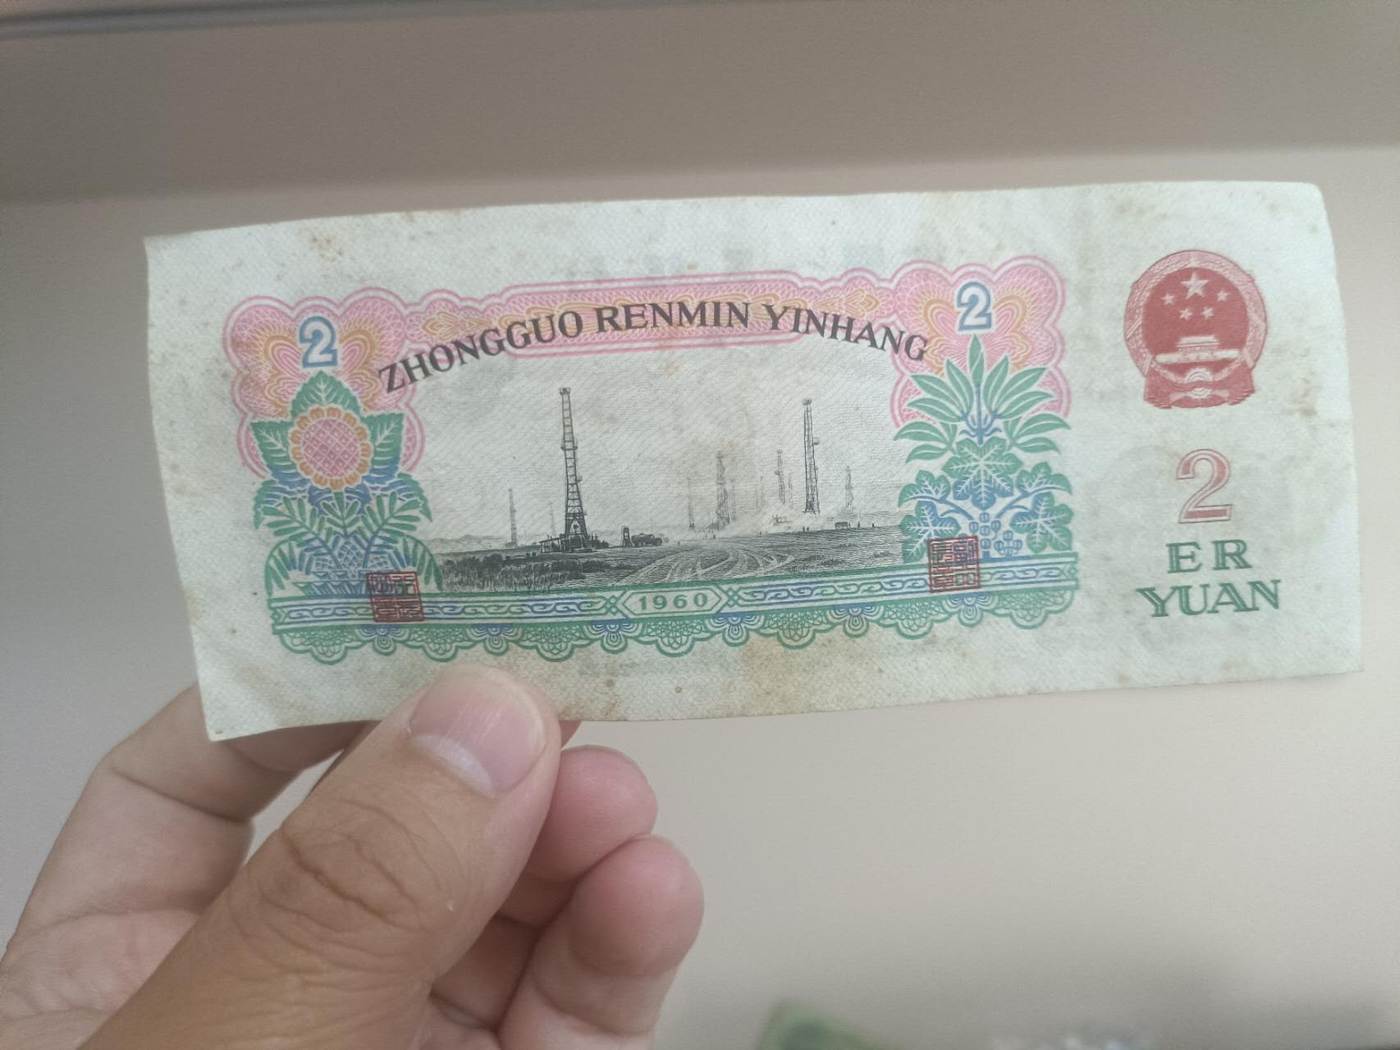 2
ZHONGGUO RENMIN YINHANG
2
1960
2
ER
YUAN